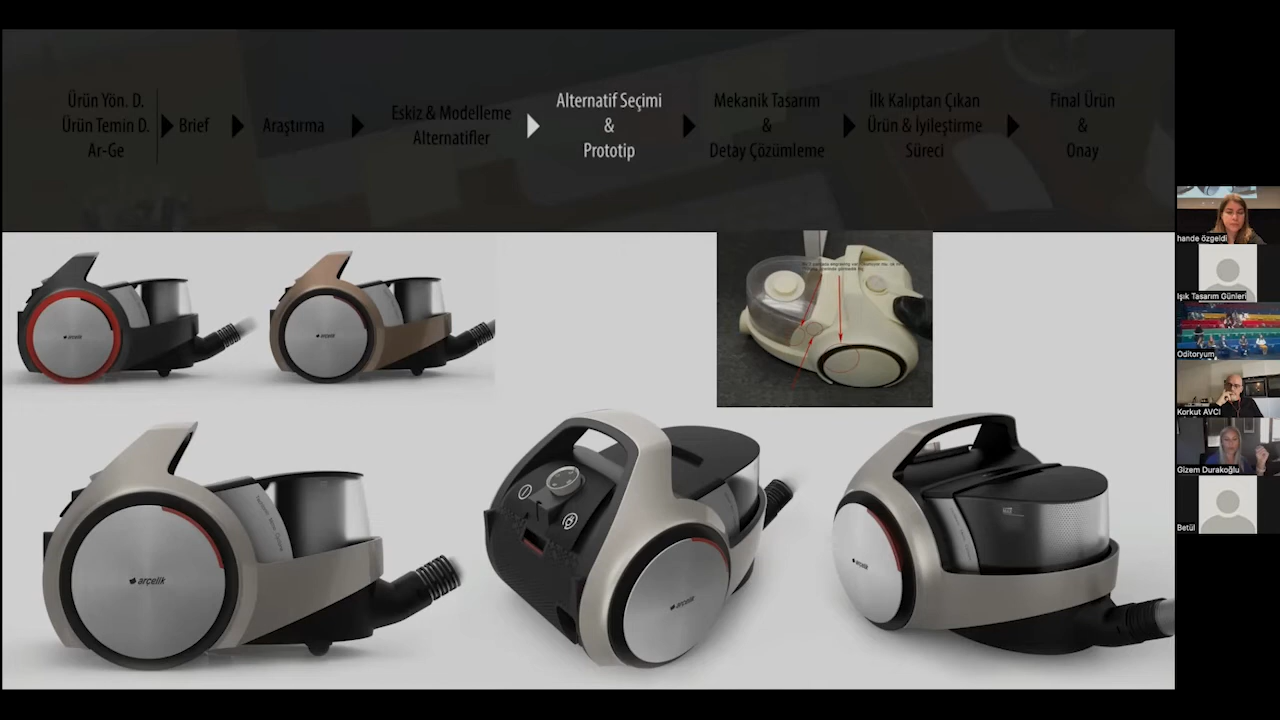 Ürün Yön. D.
Ürün Temin D.
Ar-Ge
Brief
Araştırma
Eskiz & Modelleme
Alternatifler
Alternatif Seçimi
&
Prototip
Mekanik Tasarım
&
Detay Çözümleme
İlk Kalıptan Çıkan
Ürün & İyileştirme
Süreci
Final Ürün
&
Onay
arçelik
arçelik
arçelik
arçelik
arçelik
hande özgeldi
Işık Tasarım Günleri
Oditoryum
Korkut AVCI
Gizem Durakoğlu
Betül